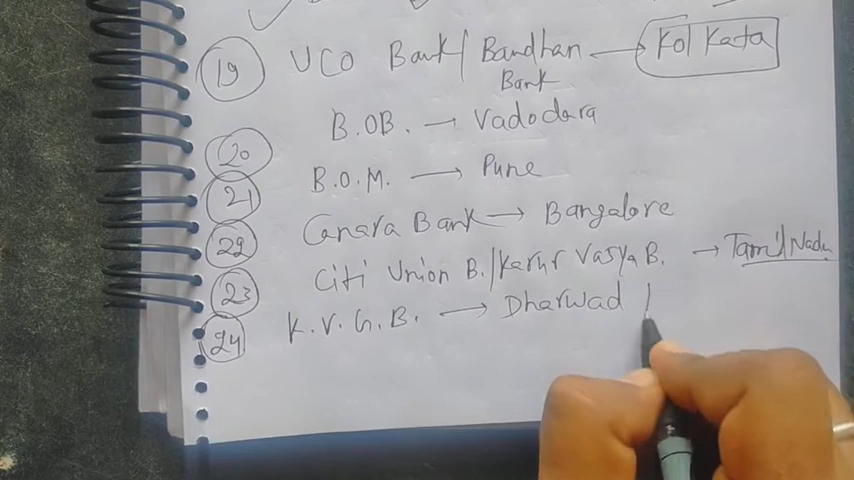 19 UCO Bank/Bandhan Bank → Kolkata
20 B.OB. → Vadodara
21 B.O.M. → Pune
22 Canara Bank → Bangalore
23 Citi Union B./Karur Vasya B. → Tamil Nadu
24 K.V.G.B. → Dharwad |